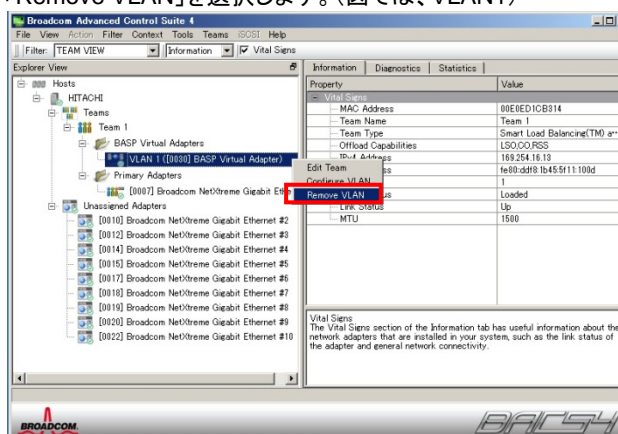 「Remove VLAN」を選択します。（図では、VLAN1）
Broadcom Advanced Control Suite 4
File View Action Filter Context Tools Teams iSCSI Help
Filter: TEAM VIEW Information Vital Signs
Explorer View
Hosts
HITACHI
Teams
Team 1
BASP Virtual Adapters
VLAN 1 ([0030] BASP Virtual Adapter)
Primary Adapters
[0007] Broadcom NetXtreme Gigabit Ethe
Unassigned Adapters
[0010] Broadcom NetXtreme Gigabit Ethernet #2
[0012] Broadcom NetXtreme Gigabit Ethernet #3
[0014] Broadcom NetXtreme Gigabit Ethernet #4
[0015] Broadcom NetXtreme Gigabit Ethernet #5
[0017] Broadcom NetXtreme Gigabit Ethernet #6
[0018] Broadcom NetXtreme Gigabit Ethernet #7
[0019] Broadcom NetXtreme Gigabit Ethernet #8
[0020] Broadcom NetXtreme Gigabit Ethernet #9
[0022] Broadcom NetXtreme Gigabit Ethernet #10
Edit Team
Configure VLAN
Remove VLAN
Information Diagnostics Statistics
Property Value
Vital Signs
MAC Address 00E0ED1CB314
Team Name Team 1
Team Type Smart Load Balancing(TM) a
Offload Capabilities LSO,CO,RSS
IPv4 Address 169.254.16.13
ss fe80:ddf8:1b45:5f11:100d
1
us Loaded
Link Status Up
MTU 1500
Vital Signs
The Vital Signs section of the Information tab has useful information about the
network adapters that are installed in your system, such as the link status of
the adapter and general network connectivity.
BROADCOM.
BACS4